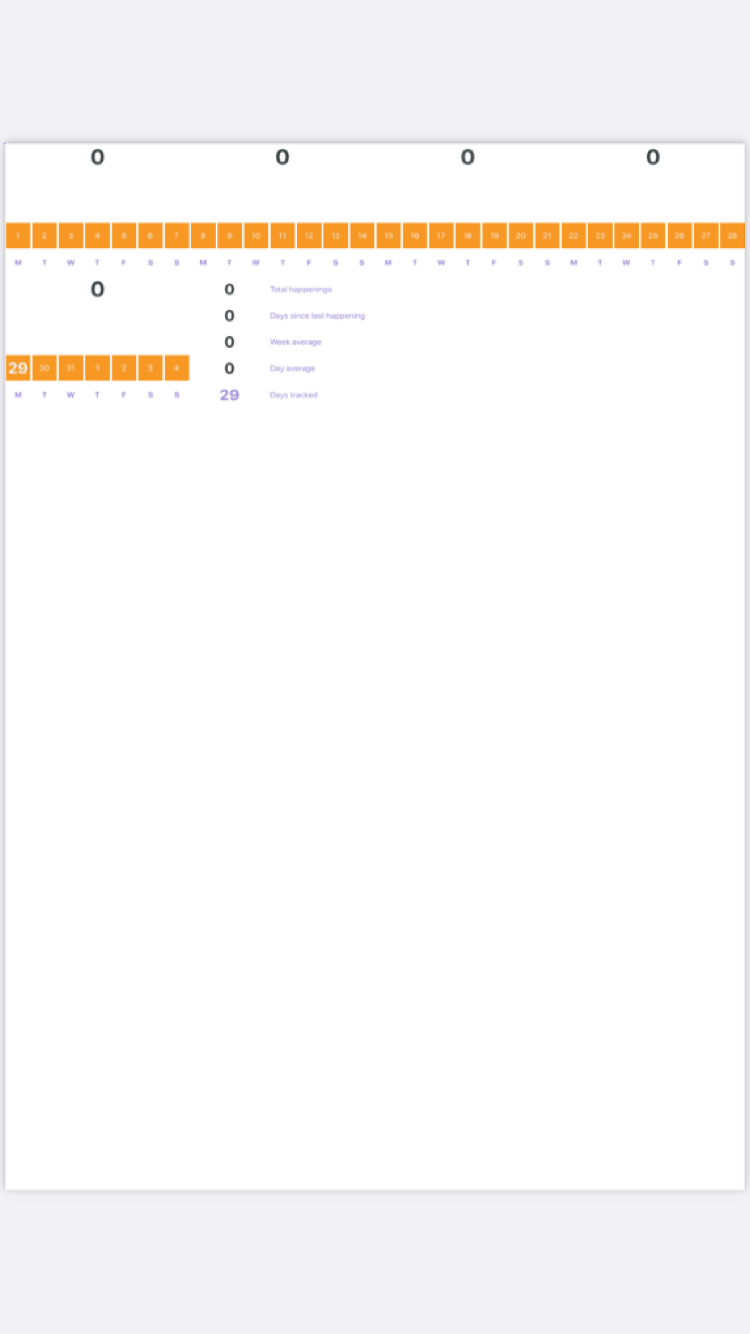 0 0 0 0
1 2 3 4 5 6 7 8 9 10 11 12 13 14 15 16 17 18 19 20 21 22 23 24 25 26 27 28
M T W T F S S M T W T F S S M T W T F S S M T W T F S S
0
0 Total happenings
0 Days since last happening
0 Week average
29 30 31 1 2 3 4
0 Day average
M T W T F S S
29 Days tracked